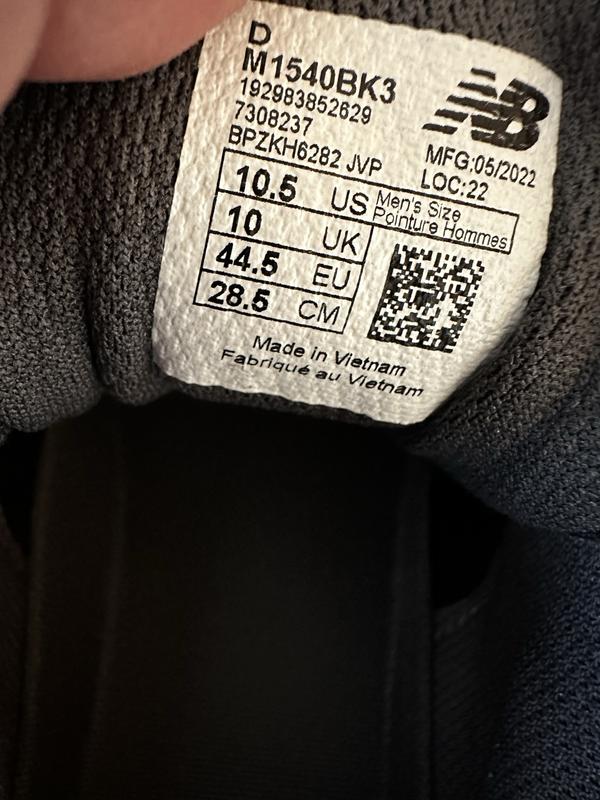 D
M1540BK3
192983852629
7308237
BPZKH6282 JVP
NB
MFG:05/2022
LOC:22
10.5 US
Men's Size
Pointure Hommes
10 UK
44.5 EU
28.5 CM
Made in Vietnam
Fabriqué au Vietnam